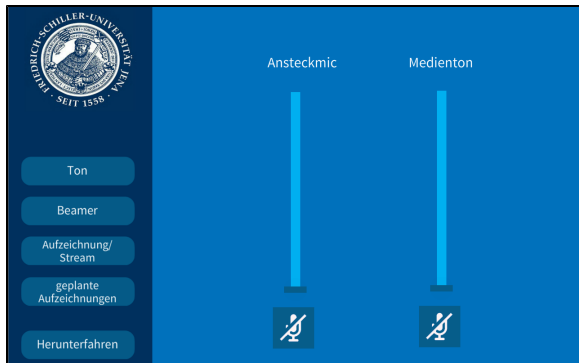 FRIEDRICH-SCHILLER-UNIVERSITÄT JENA
· SEIT 1558 ·
Ton
Beamer
Aufzeichnung/
Stream
geplante
Aufzeichnungen
Herunterfahren
Ansteckmic
Medienton